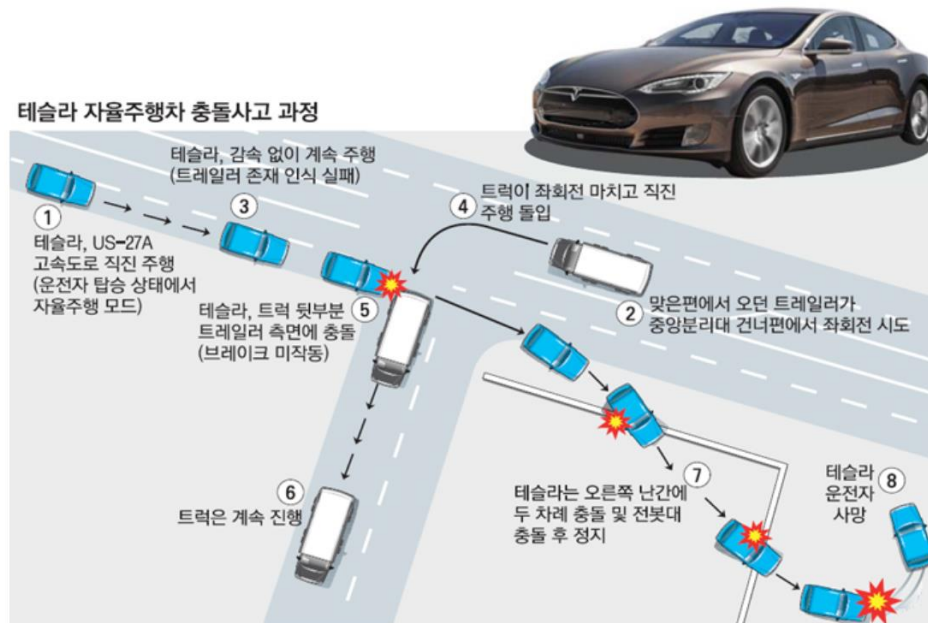 테슬라 자율주행차 충돌사고 과정
①
테슬라, US-27A
고속도로 직진 주행
(운전자 탑승 상태에서
자율주행 모드)
②
맞은편에서 오던 트레일러가
중앙분리대 건너편에서 좌회전 시도
테슬라, 감속 없이 계속 주행
(트레일러 존재 인식 실패)
③
④
트럭이 좌회전 마치고 직진
주행 돌입
테슬라, 트럭 뒷부분
⑤
트레일러 측면에 충돌
(브레이크 미작동)
⑥
트럭은 계속 진행
⑦
테슬라는 오른쪽 난간에
두 차례 충돌 및 전봇대
충돌 후 정지
테슬라
⑧
운전자
사망